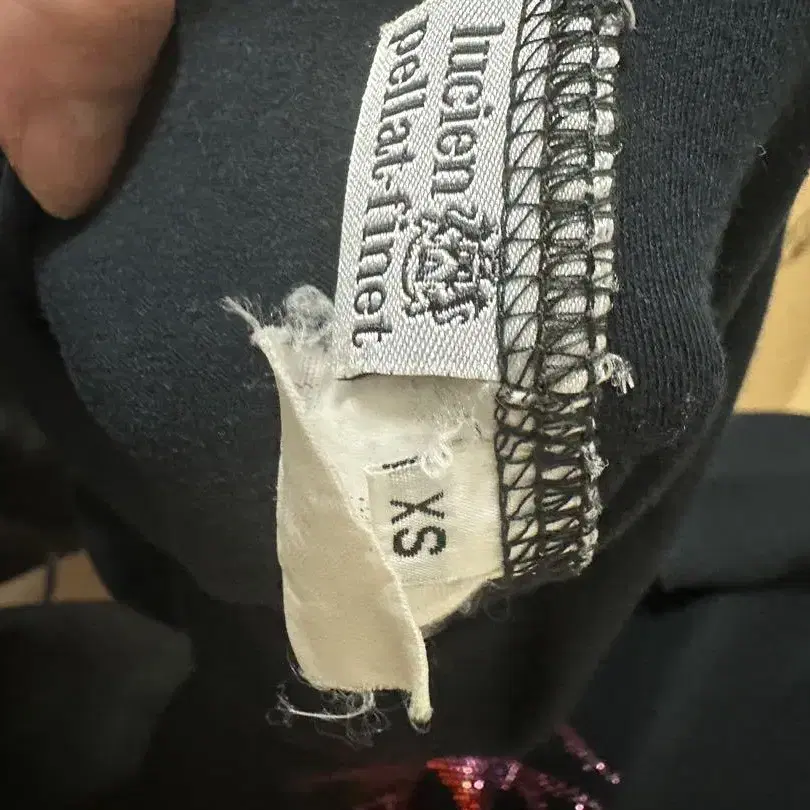 lucien
pellat-finet
XS